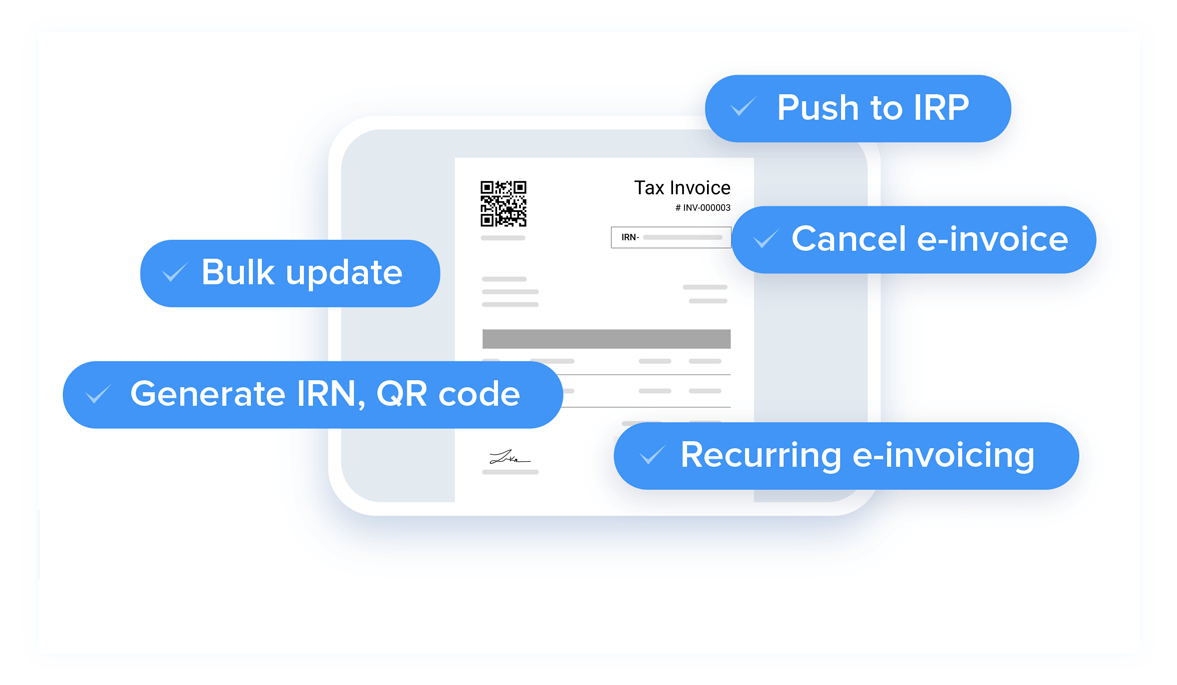 Push to IRP
Tax Invoice
# INV-000003
IRN-
Cancel e-invoice
Bulk update
Generate IRN, QR code
Recurring e-invoicing